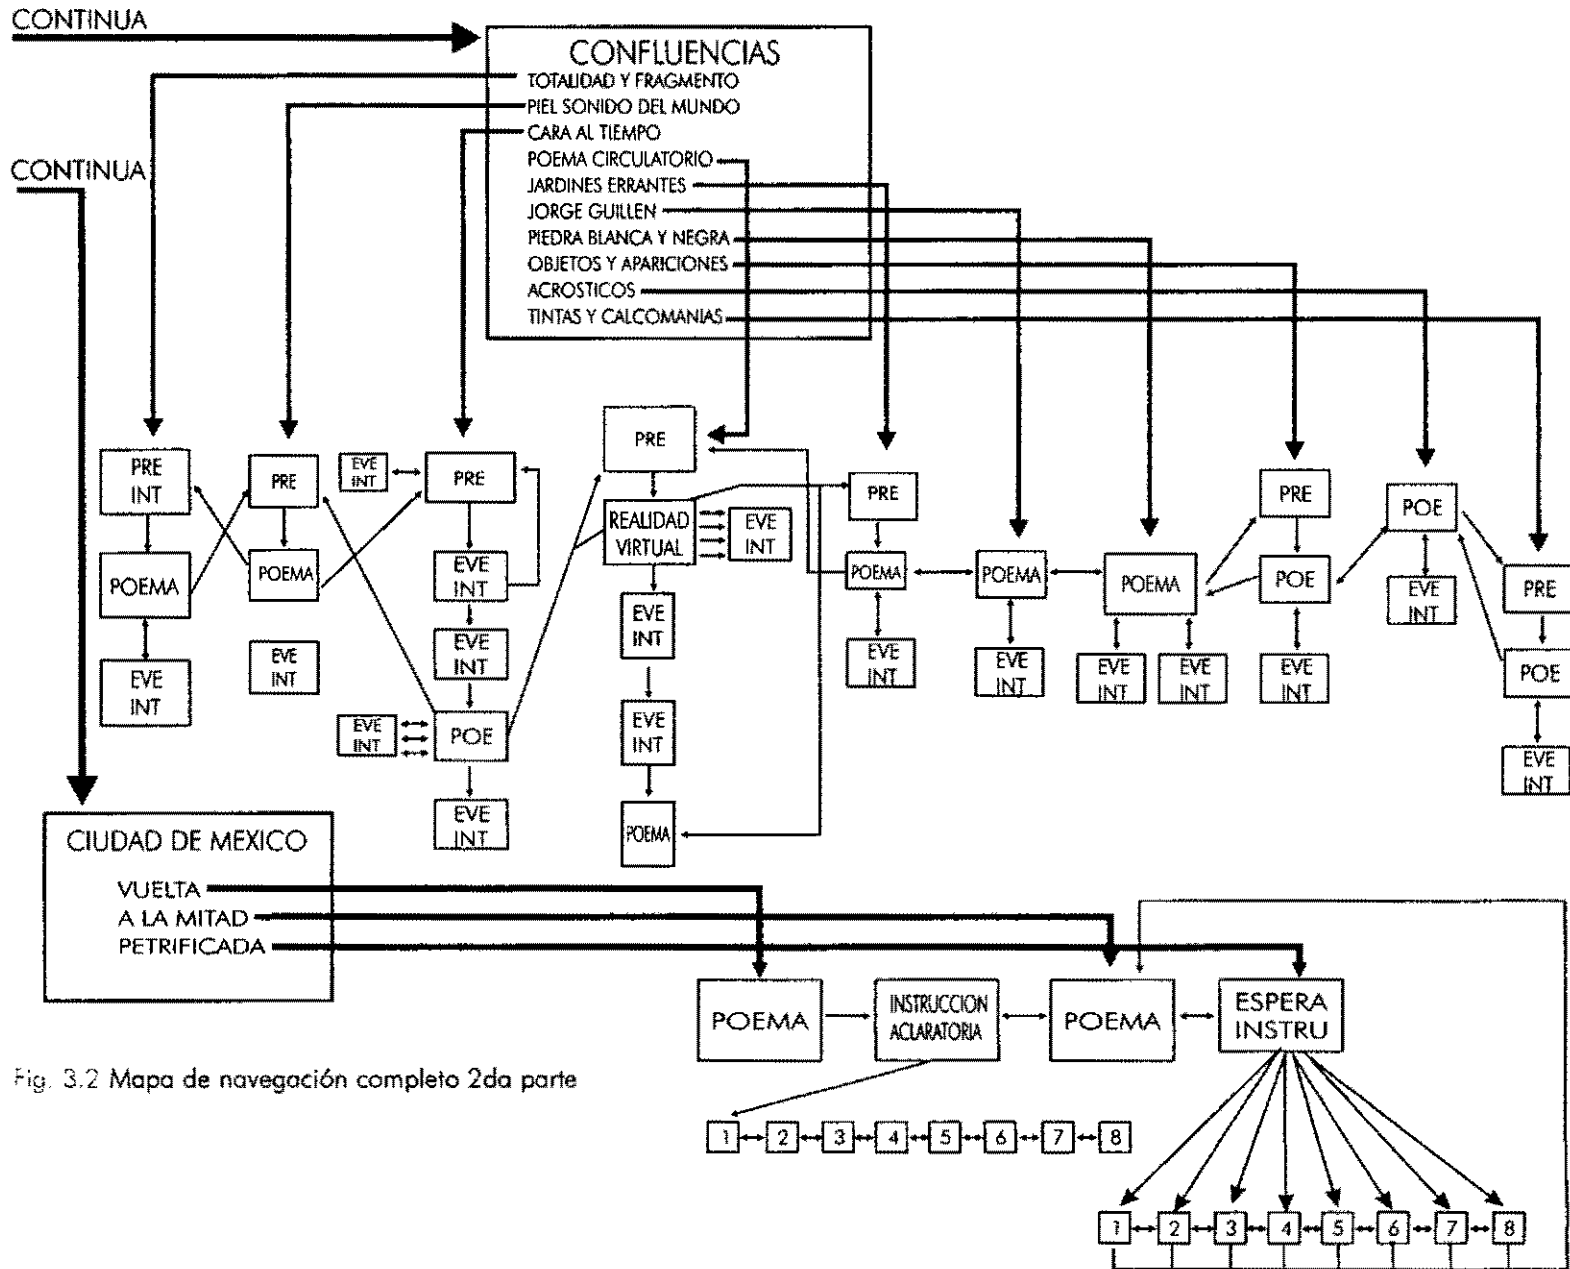 CONTINUA
CONFLUENCIAS
TOTALIDAD Y FRAGMENTO
PIEL SONIDO DEL MUNDO
CARA AL TIEMPO
CONTINUA
POEMA CIRCULATORIO
JARDINES ERRANTES
JORGE GUILLEN
PIEDRA BLANCA Y NEGRA
OBJETOS Y APARICIONES
ACROSTICOS
TINTAS Y CALCOMANIAS
PRE
INT
POEMA
EVE
INT
PRE
POEMA
EVE
INT
EVE
INT
PRE
EVE
INT
EVE
INT
EVE
INT
POE
EVE
INT
PRE
REALIDAD
VIRTUAL
EVE
INT
EVE
INT
EVE
INT
POEMA
PRE
POEMA
EVE
INT
POEMA
EVE
INT
POEMA
EVE
INT
EVE
INT
PRE
POE
EVE
INT
POE
EVE
INT
PRE
POE
EVE
INT
CIUDAD DE MEXICO
VUELTA
A LA MITAD
PETRIFICADA
POEMA
INSTRUCCION
ACLARATORIA
POEMA
ESPERA
INSTRU
Fig. 3.2 Mapa de navegación completo 2da parte
1 2 3 4 5 6 7 8
1 2 3 4 5 6 7 8